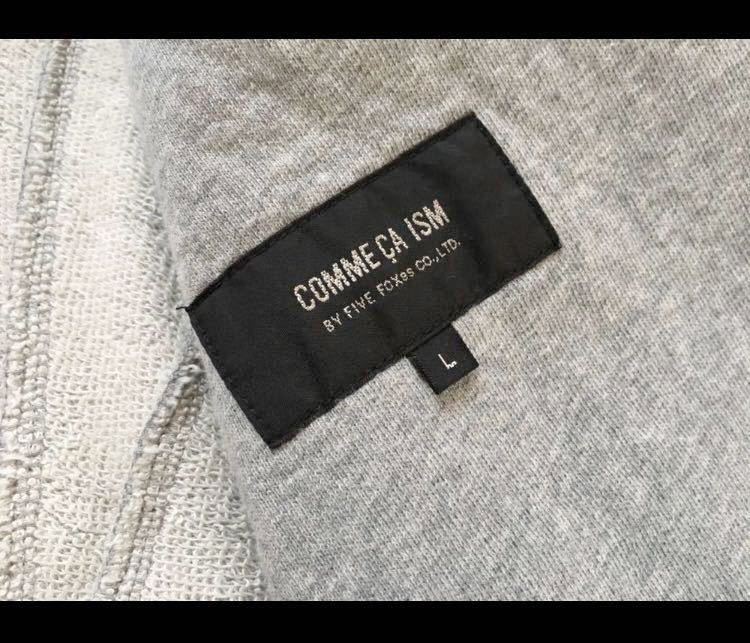 COMME ÇA ISM
BY FIVE FOXes CO.,LTD.
L